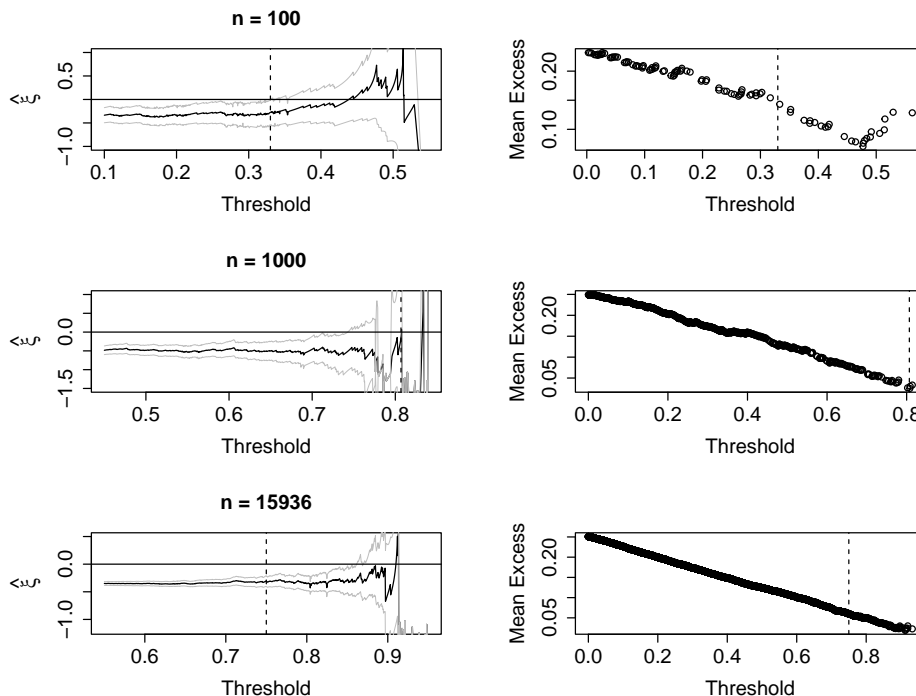 n = 100
0.5
-1.0
ξ̂
0.1 0.2 0.3 0.4 0.5
Threshold
0.20
0.10
Mean Excess
0.0 0.1 0.2 0.3 0.4 0.5
Threshold
n = 1000
0.0
-1.5
ξ̂
0.5 0.6 0.7 0.8
Threshold
0.20
0.05
Mean Excess
0.0 0.2 0.4 0.6 0.8
Threshold
n = 15936
0.0
-1.0
ξ̂
0.6 0.7 0.8 0.9
Threshold
0.20
0.05
Mean Excess
0.0 0.2 0.4 0.6 0.8
Threshold